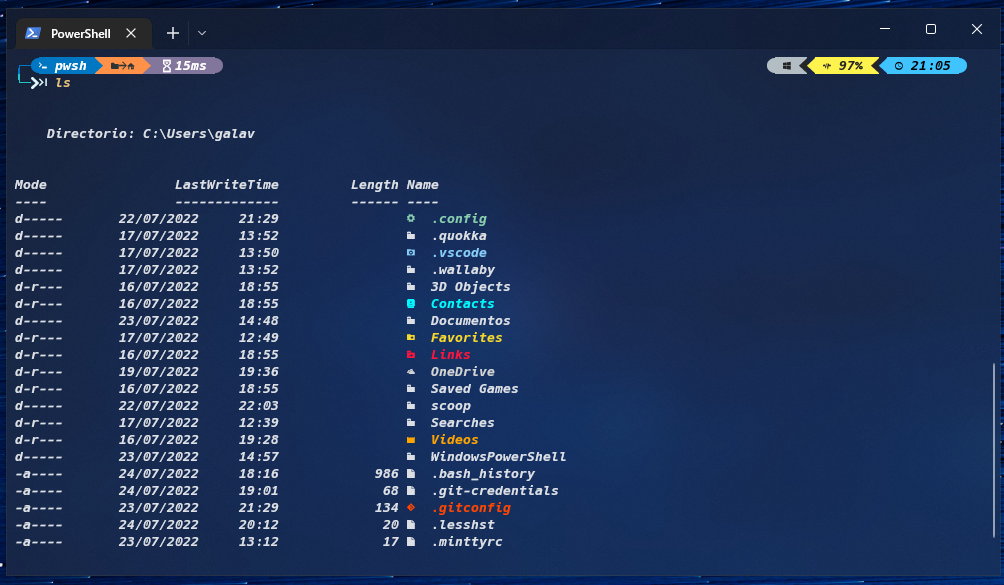 PowerShell
pwsh 15ms 97% 21:05
ls
Directorio: C:\Users\galav
Mode LastWriteTime Length Name
---- ------------- ------ ----
d----- 22/07/2022 21:29 .config
d----- 17/07/2022 13:52 .quokka
d----- 17/07/2022 13:50 .vscode
d----- 17/07/2022 13:52 .wallaby
d-r--- 16/07/2022 18:55 3D Objects
d-r--- 16/07/2022 18:55 Contacts
d----- 23/07/2022 14:48 Documentos
d-r--- 17/07/2022 12:49 Favorites
d-r--- 16/07/2022 18:55 Links
d-r--- 19/07/2022 19:36 OneDrive
d-r--- 16/07/2022 18:55 Saved Games
d----- 22/07/2022 22:03 scoop
d-r--- 17/07/2022 12:39 Searches
d-r--- 16/07/2022 19:28 Videos
d----- 23/07/2022 14:57 WindowsPowerShell
-a---- 24/07/2022 18:16 986 .bash_history
-a---- 24/07/2022 19:01 68 .git-credentials
-a---- 23/07/2022 21:29 134 .gitconfig
-a---- 24/07/2022 20:12 20 .lesshst
-a---- 23/07/2022 13:12 17 .minttyrc